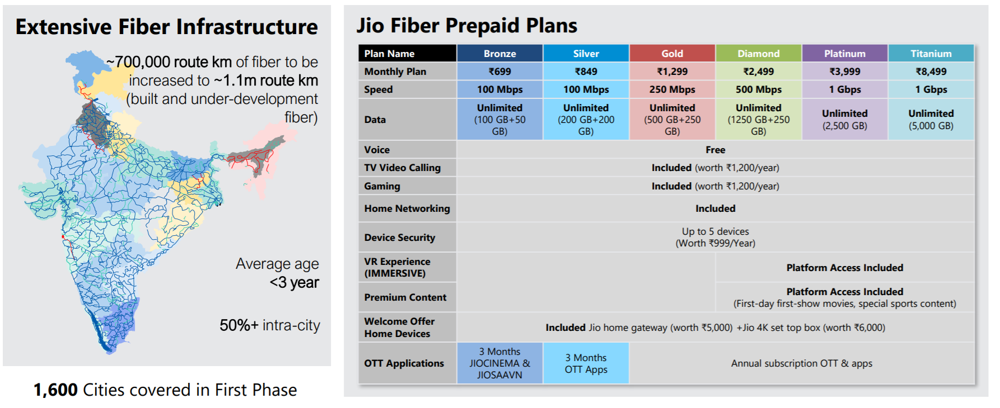 Extensive Fiber Infrastructure
~700,000 route km of fiber to be
increased to ~1.1m route km
(built and under-development
fiber)
Average age
<3 year
50%+ intra-city
1,600 Cities covered in First Phase
Jio Fiber Prepaid Plans
Plan Name Bronze Silver Gold Diamond Platinum Titanium
Monthly Plan ₹699 ₹849 ₹1,299 ₹2,499 ₹3,999 ₹8,499
Speed 100 Mbps 100 Mbps 250 Mbps 500 Mbps 1 Gbps 1 Gbps
Data
Unlimited
(100 GB+50
GB)
Unlimited
(200 GB+200
GB)
Unlimited
(500 GB+250
GB)
Unlimited
(1250 GB+250
GB)
Unlimited
(2,500 GB)
Unlimited
(5,000 GB)
Voice Free
TV Video Calling Included (worth ₹1,200/year)
Gaming Included (worth ₹1,200/year)
Home Networking Included
Device Security
Up to 5 devices
(Worth ₹999/Year)
VR Experience
(IMMERSIVE)
Platform Access Included
Premium Content
Platform Access Included
(First-day first-show movies, special sports content)
Welcome Offer
Home Devices
Included Jio home gateway (worth ₹5,000) +Jio 4K set top box (worth ₹6,000)
OTT Applications
3 Months
JIOCINEMA &
JIOSAAVN
3 Months
OTT Apps
Annual subscription OTT & apps